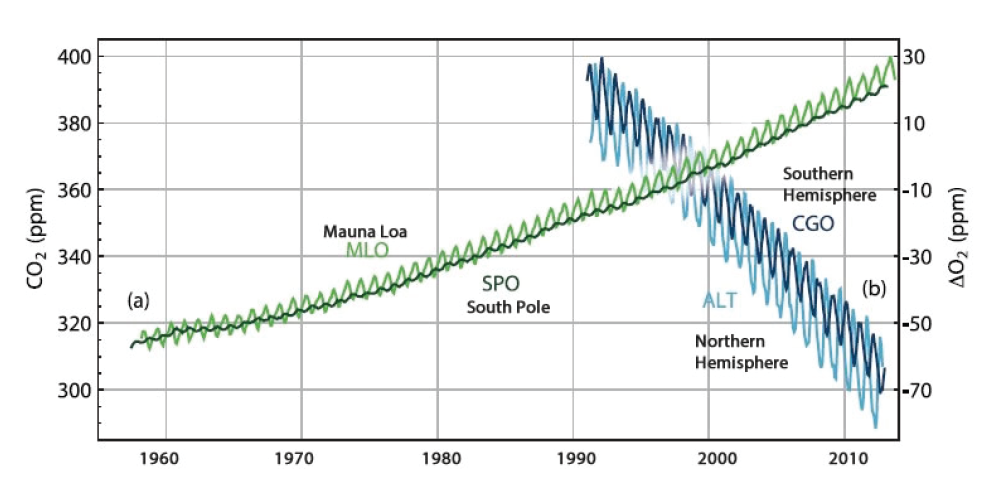 400
380
360
340
320
300
CO2 (ppm)
(a)
Mauna Loa
MLO
SPO
South Pole
Southern
Hemisphere
CGO
ALT
Northern
Hemisphere
(b)
30
10
-10
-30
-50
-70
ΔO2 (ppm)
1960
1970
1980
1990
2000
2010